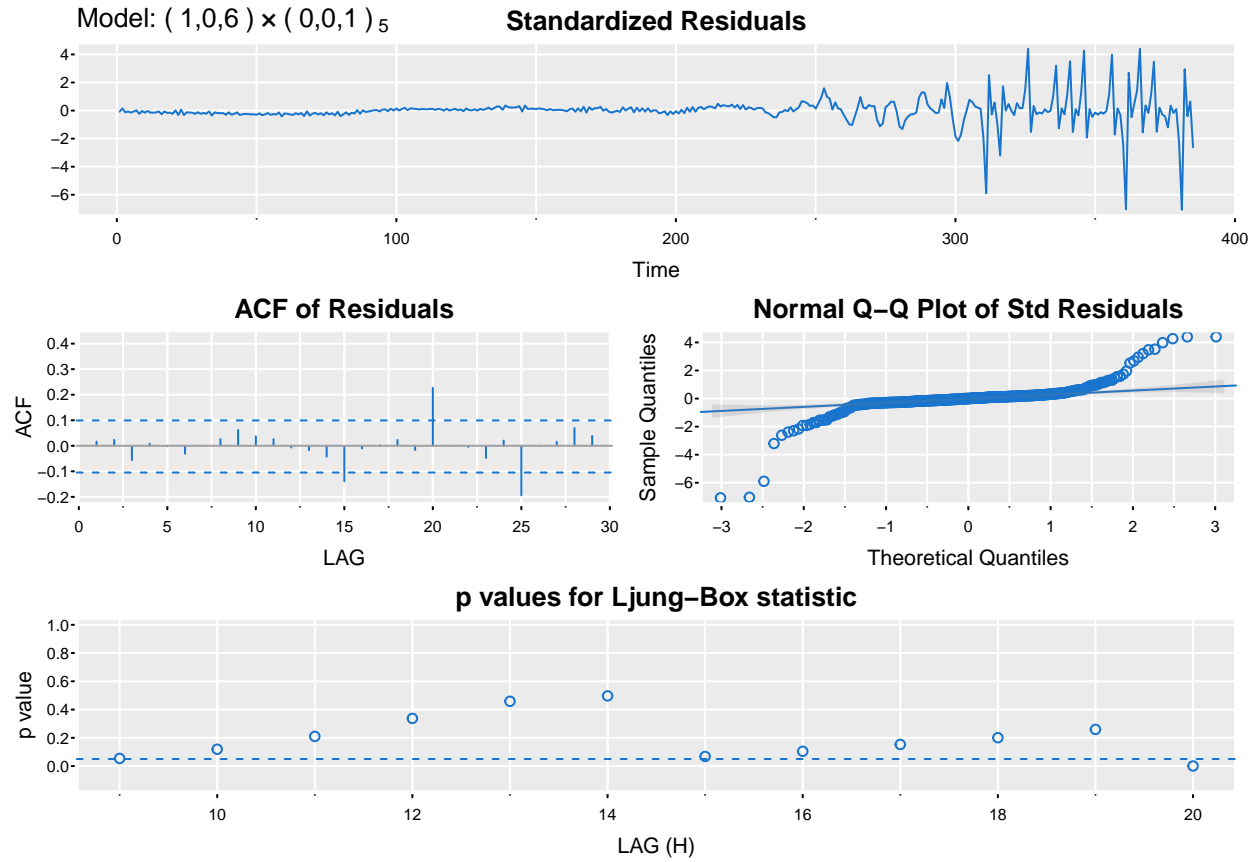 Model: ( 1,0,6 ) × ( 0,0,1 ) 5
Standardized Residuals
4
2
0
−2
−4
−6
0 100 200 300 400
Time
ACF of Residuals
0.4
0.3
0.2
0.1
0.0
−0.1
−0.2
ACF
0 5 10 15 20 25 30
LAG
Normal Q−Q Plot of Std Residuals
4
2
0
−2
−4
−6
Sample Quantiles
−3 −2 −1 0 1 2 3
Theoretical Quantiles
p values for Ljung−Box statistic
1.0
0.8
0.6
0.4
0.2
0.0
p value
10 12 14 16 18 20
LAG (H)